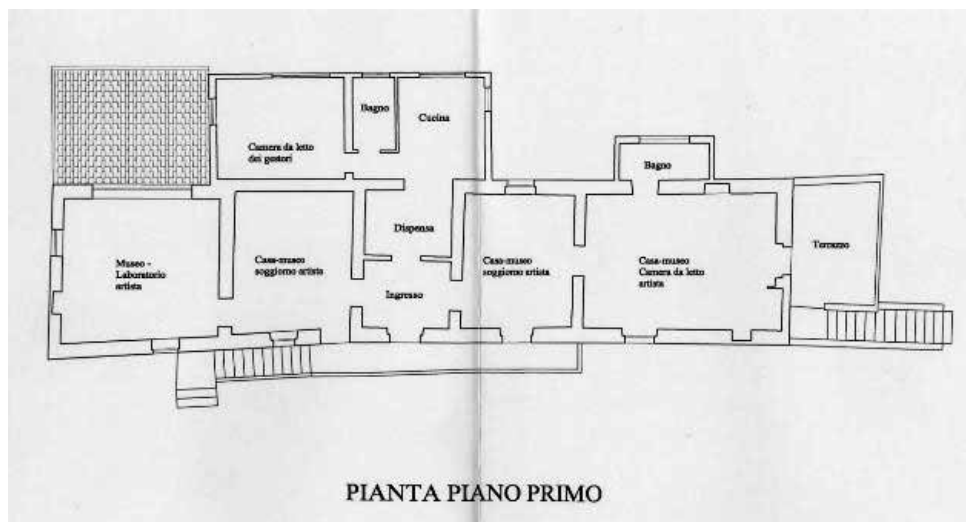 Bagno
Cucina
Camera da letto
dei gestori
Bagno
Dispensa
Terrazzo
Museo -
Laboratorio
artista
Casa-museo
soggiorno artista
Casa-museo
soggiorno artista
Casa-museo
Camera da letto
artista
Ingresso
PIANTA PIANO PRIMO